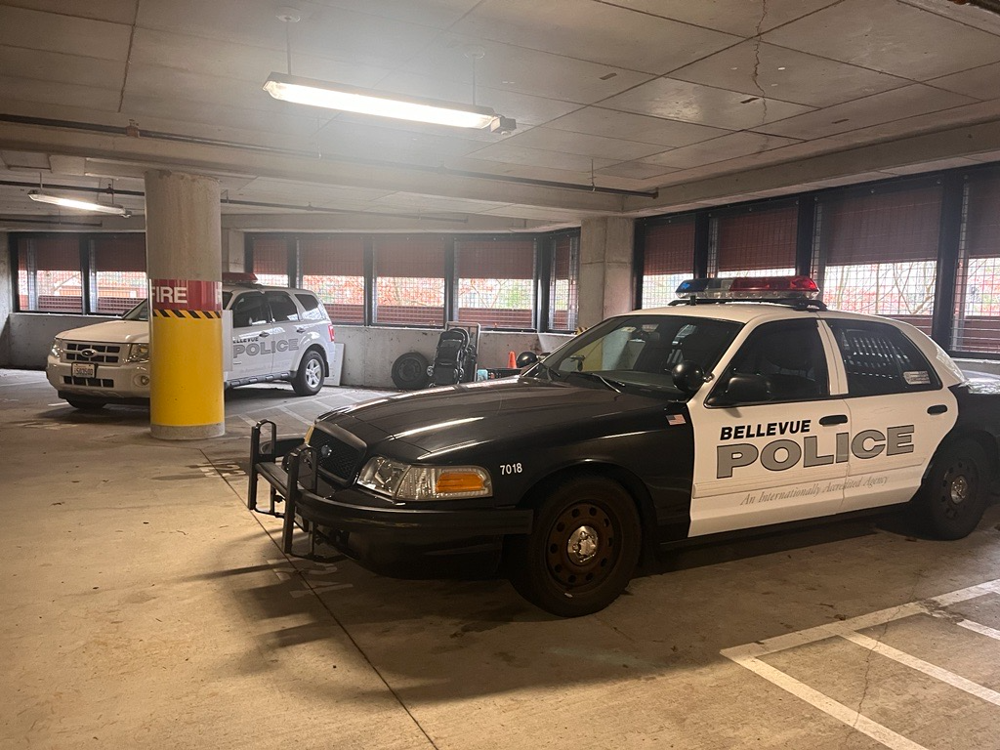 FIRE
POLICE
BELLEVUE
POLICE
An Internationally Accredited Agency
7018